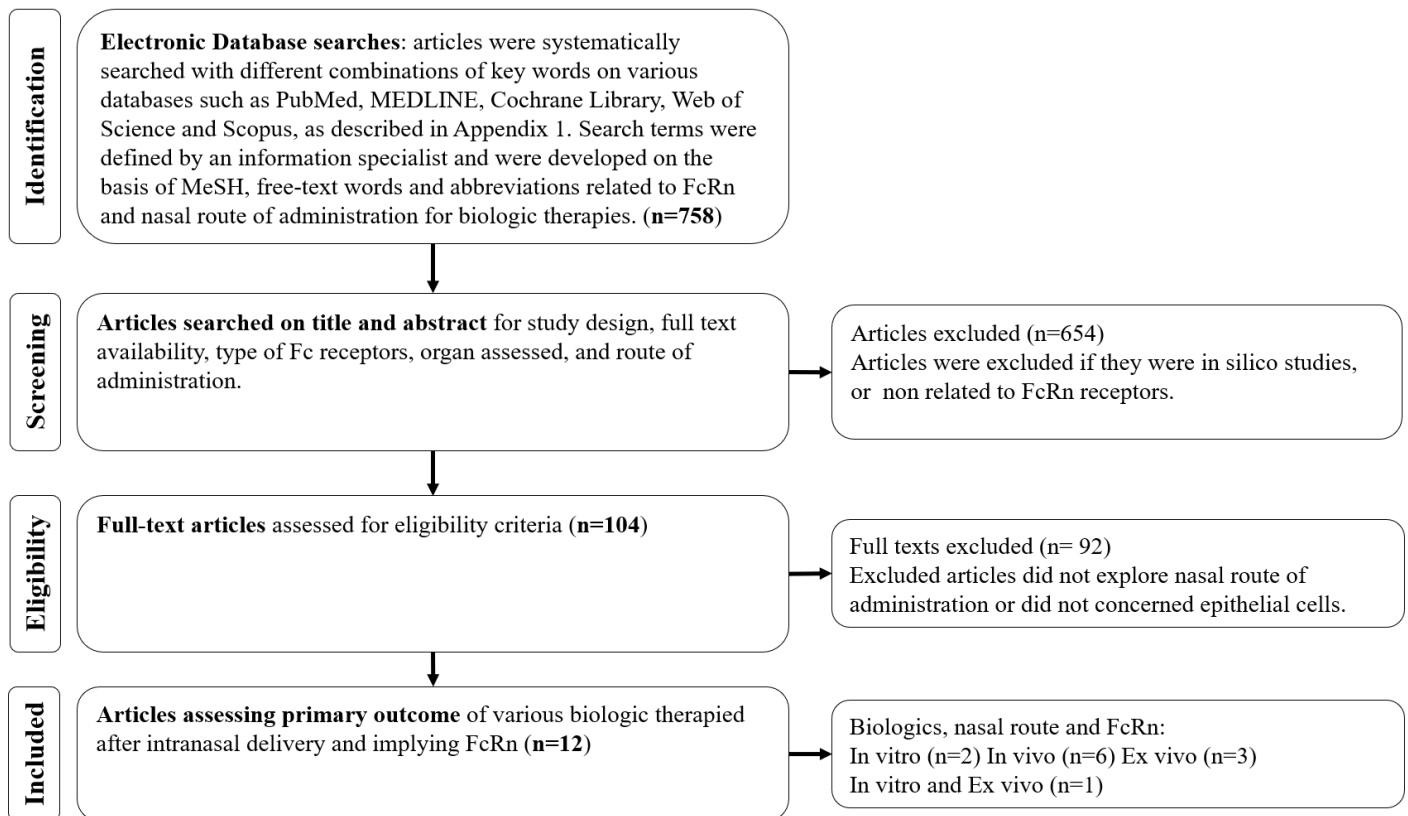 Identification
Electronic Database searches: articles were systematically
searched with different combinations of key words on various
databases such as PubMed, MEDLINE, Cochrane Library, Web of
Science and Scopus, as described in Appendix 1. Search terms were
defined by an information specialist and were developed on the
basis of MeSH, free-text words and abbreviations related to FcRn
and nasal route of administration for biologic therapies. (n=758)
Screening
Articles searched on title and abstract for study design, full text
availability, type of Fc receptors, organ assessed, and route of
administration.
Articles excluded (n=654)
Articles were excluded if they were in silico studies,
or non related to FcRn receptors.
Eligibility
Full-text articles assessed for eligibility criteria (n=104)
Full texts excluded (n= 92)
Excluded articles did not explore nasal route of
administration or did not concerned epithelial cells.
Included
Articles assessing primary outcome of various biologic therapied
after intranasal delivery and implying FcRn (n=12)
Biologics, nasal route and FcRn:
In vitro (n=2) In vivo (n=6) Ex vivo (n=3)
In vitro and Ex vivo (n=1)